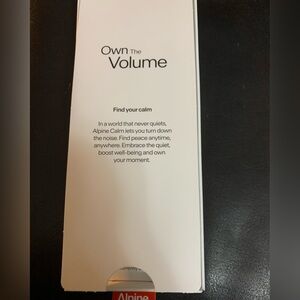 Own The
Volume
Find your calm
In a world that never quiets,
Alpine Calm lets you turn down
the noise. Find peace anytime,
anywhere. Embrace the quiet,
boost well-being and own
your moment.
Alpine